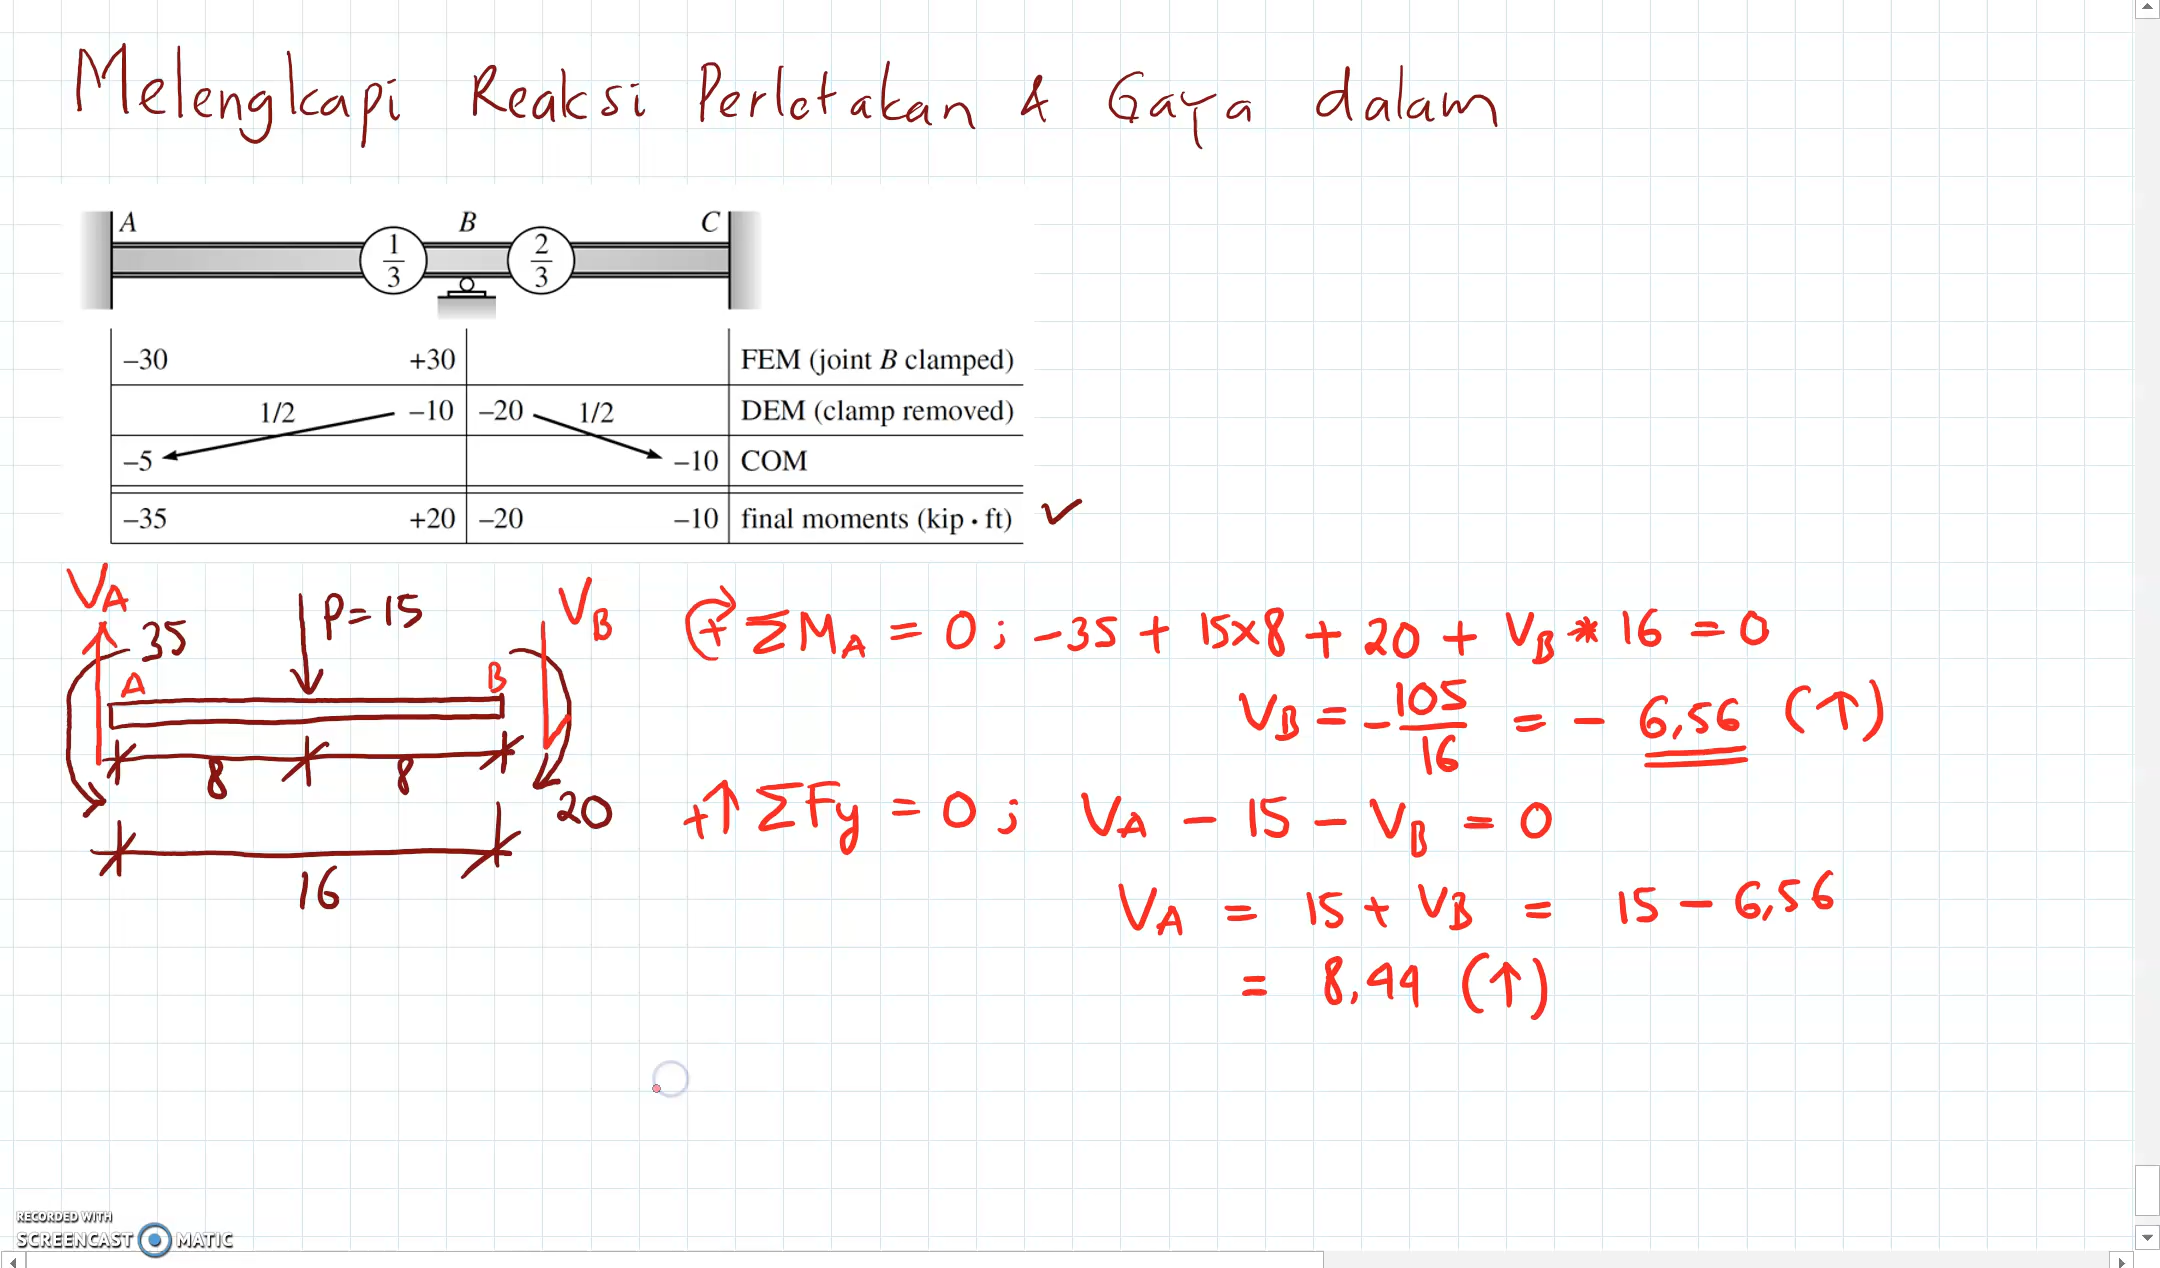 Melengkapi Reaksi Perletakan & Gaya dalam
A B C
1/3 2/3
–30 +30 FEM (joint B clamped)
1/2 –10 –20 1/2 DEM (clamp removed)
–5 –10 COM
–35 +20 –20 –10 final moments (kip • ft) ✓
VA 35 P=15 VB
A B
8 8
20
16
+ ΣMA = 0 ; -35 + 15x8 + 20 + VB * 16 = 0
VB = -105/16 = - 6,56 (↑)
+↑ ΣFy = 0 ; VA - 15 - VB = 0
VA = 15 + VB = 15 - 6,56
= 8,44 (↑)
RECORDED WITH
SCREENCAST MATIC